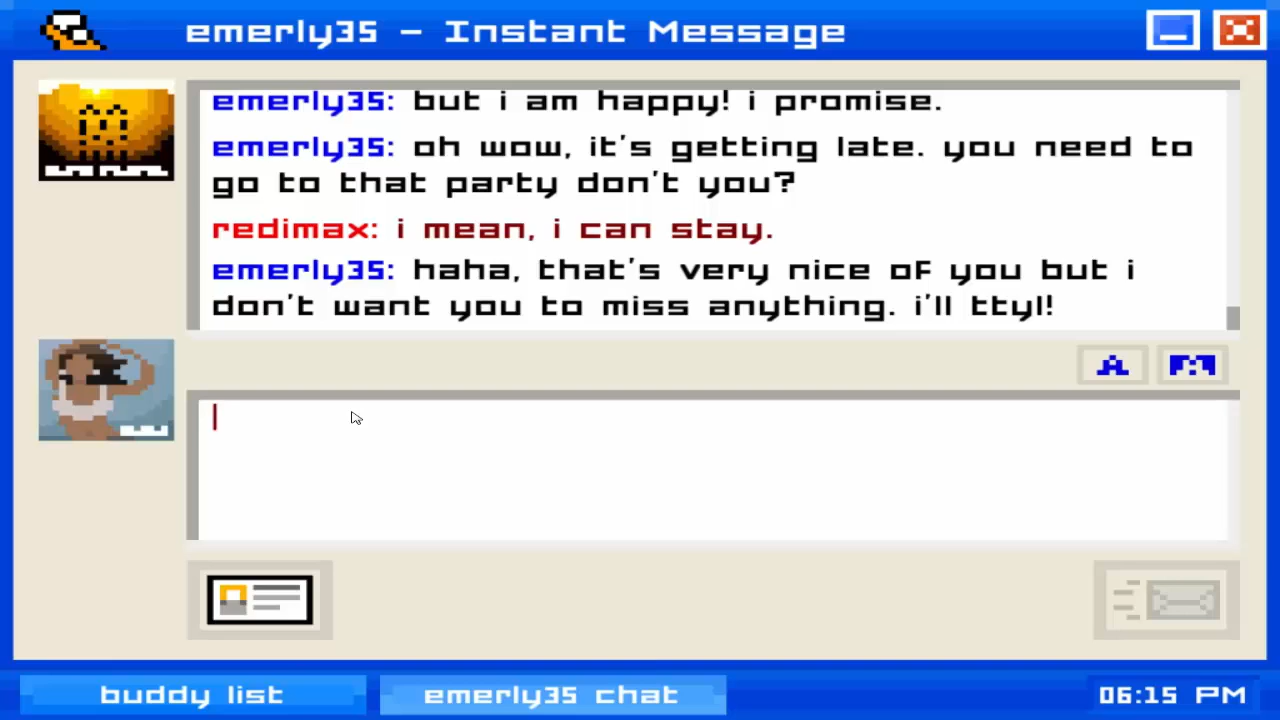 emerly35 - Instant Message
emerly35: but i am happy! i promise.
emerly35: oh wow, it's getting late. you need to
go to that party don't you?
redimax: i mean, i can stay.
emerly35: haha, that's very nice of you but i
don't want you to miss anything. i'll ttyl!
A
buddy list
emerly35 chat
06:15 PM